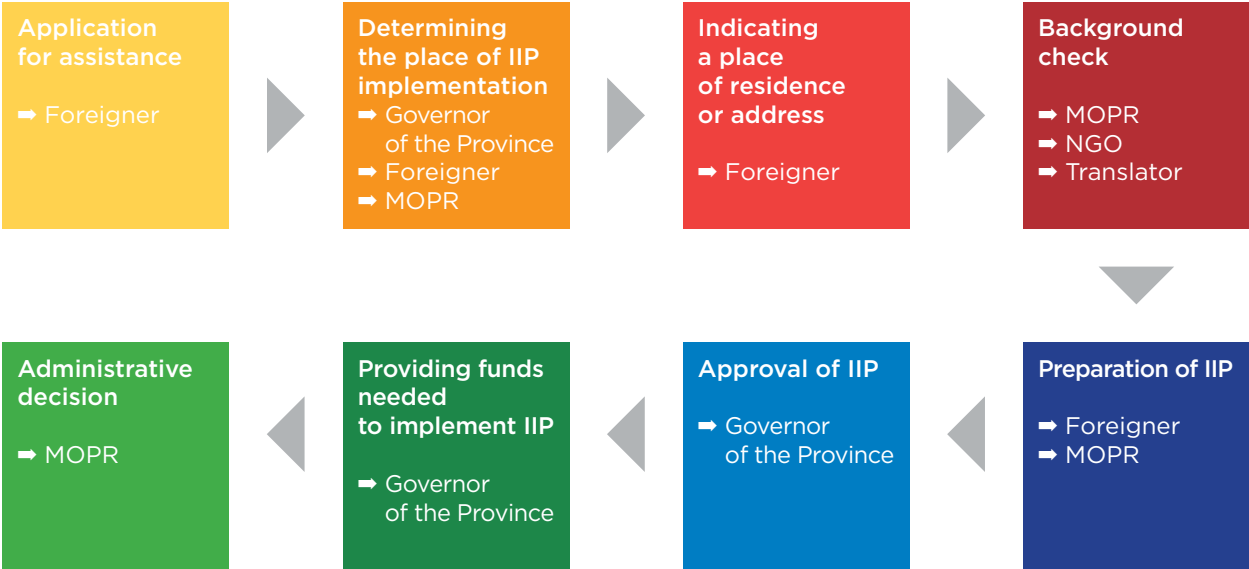 Application
for assistance
➡ Foreigner
Determining
the place of IIP
implementation
➡ Governor
of the Province
➡ Foreigner
➡ MOPR
Indicating
a place
of residence
or address
➡ Foreigner
Background
check
➡ MOPR
➡ NGO
➡ Translator
Preparation of IIP
➡ Foreigner
➡ MOPR
Approval of IIP
➡ Governor
of the Province
Providing funds
needed
to implement IIP
➡ Governor
of the Province
Administrative
decision
➡ MOPR